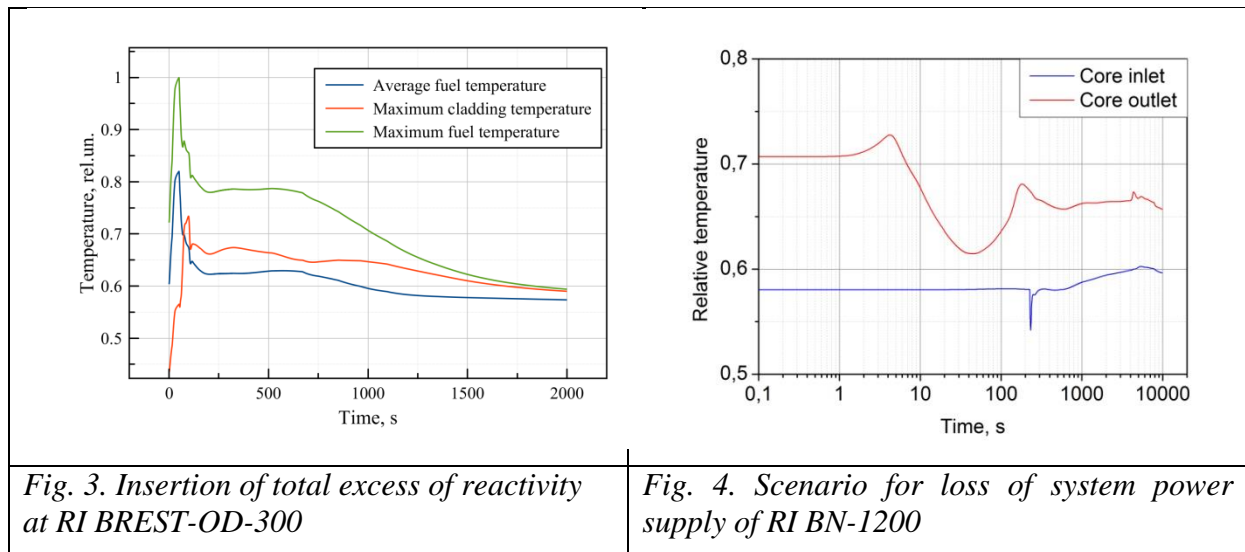 1
0.9
0.8
0.7
0.6
0.5
Temperature, rel.un.
Average fuel temperature
Maximum cladding temperature
Maximum fuel temperature
0
500
1000
1500
2000
Time, s
0,8
0,7
0,6
0,5
Relative temperature
Core inlet
Core outlet
0,1
1
10
100
1000
10000
Time, s
Fig. 3. Insertion of total excess of reactivity
at RI BREST-OD-300
Fig. 4. Scenario for loss of system power
supply of RI BN-1200